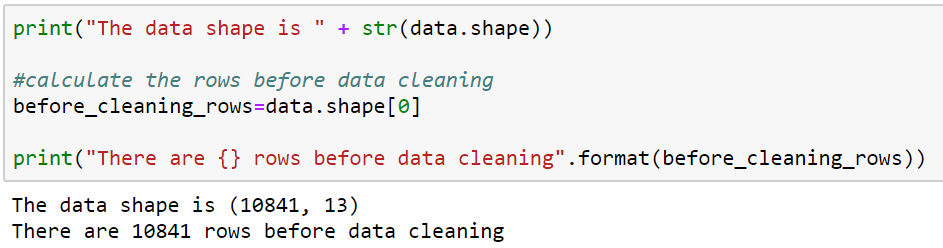 print("The data shape is " + str(data.shape))
#calculate the rows before data cleaning
before_cleaning_rows=data.shape[0]
print("There are {} rows before data cleaning".format(before_cleaning_rows))
The data shape is (10841, 13)
There are 10841 rows before data cleaning